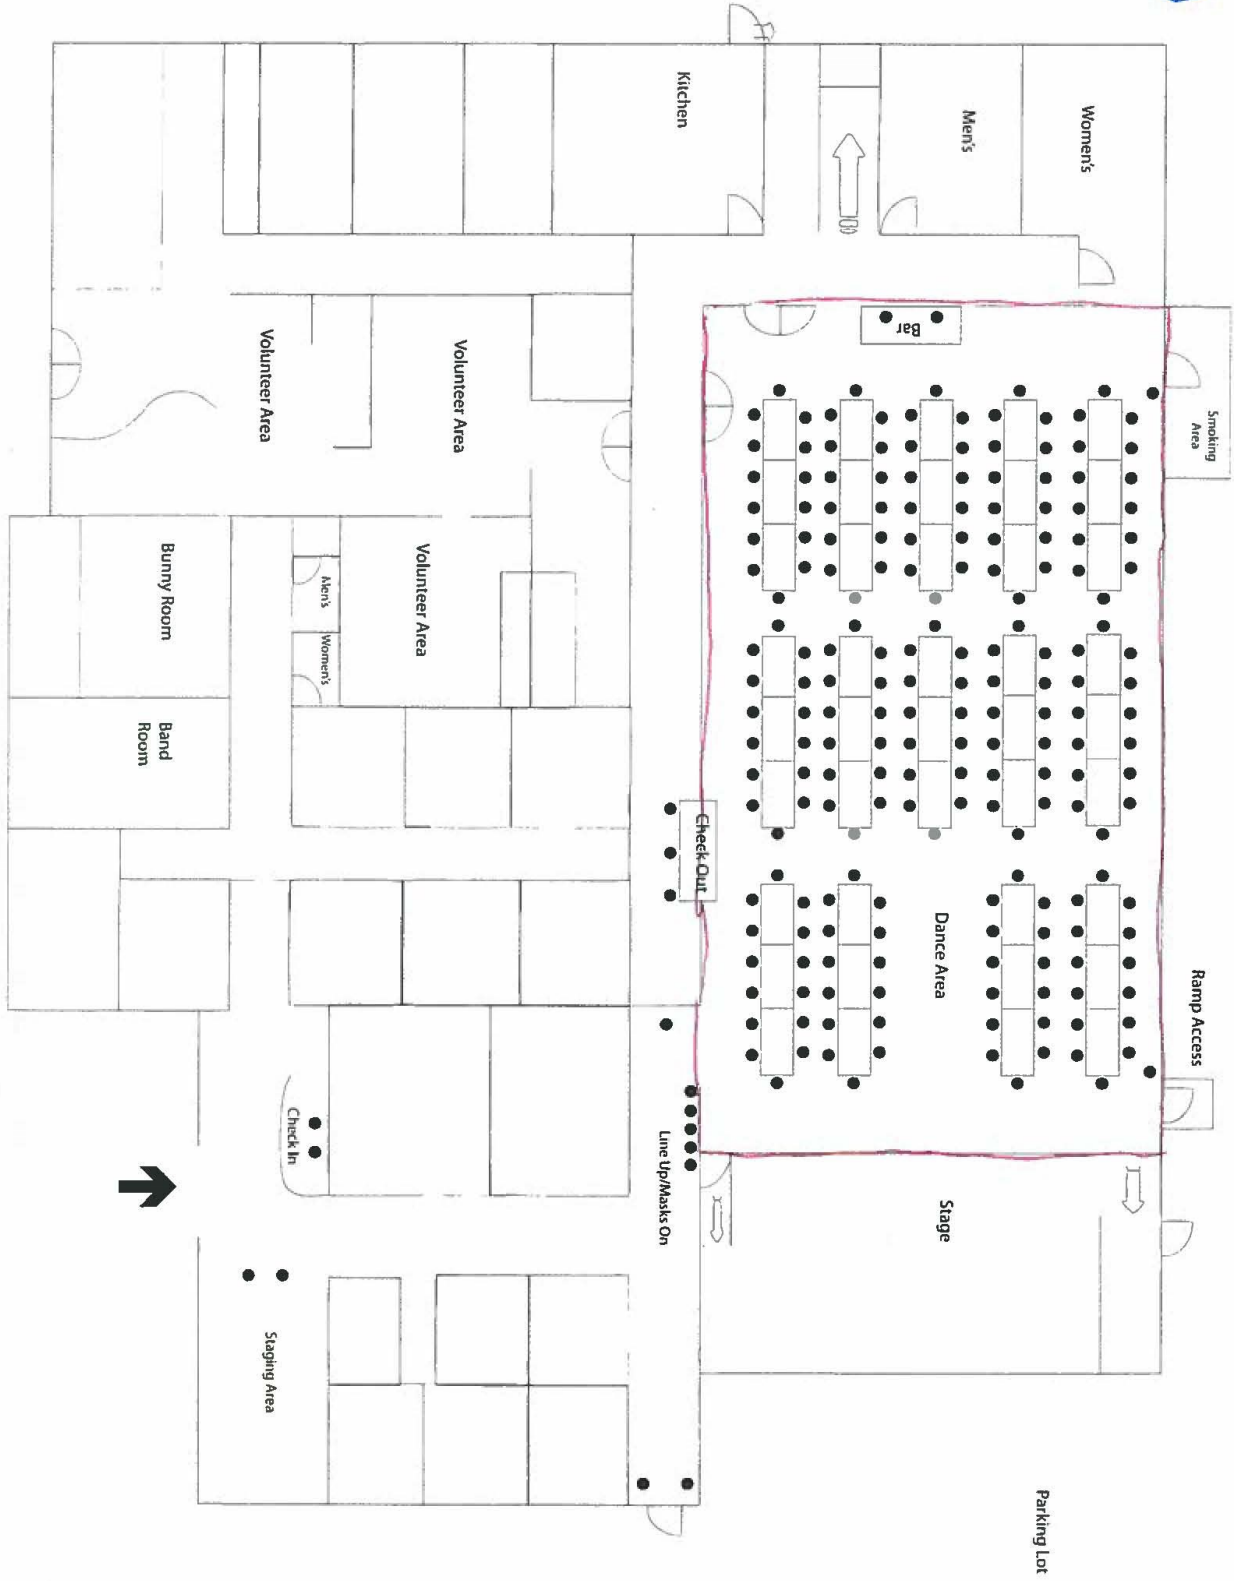 Kitchen
Men's
Women's
Bar
Smoking
Area
Volunteer Area
Volunteer Area
Volunteer Area
Bunny Room
Men's
Women's
Band
Room
Check Out
Dance Area
Ramp Access
Check In
Line Up/Masks On
Stage
Staging Area
Parking Lot